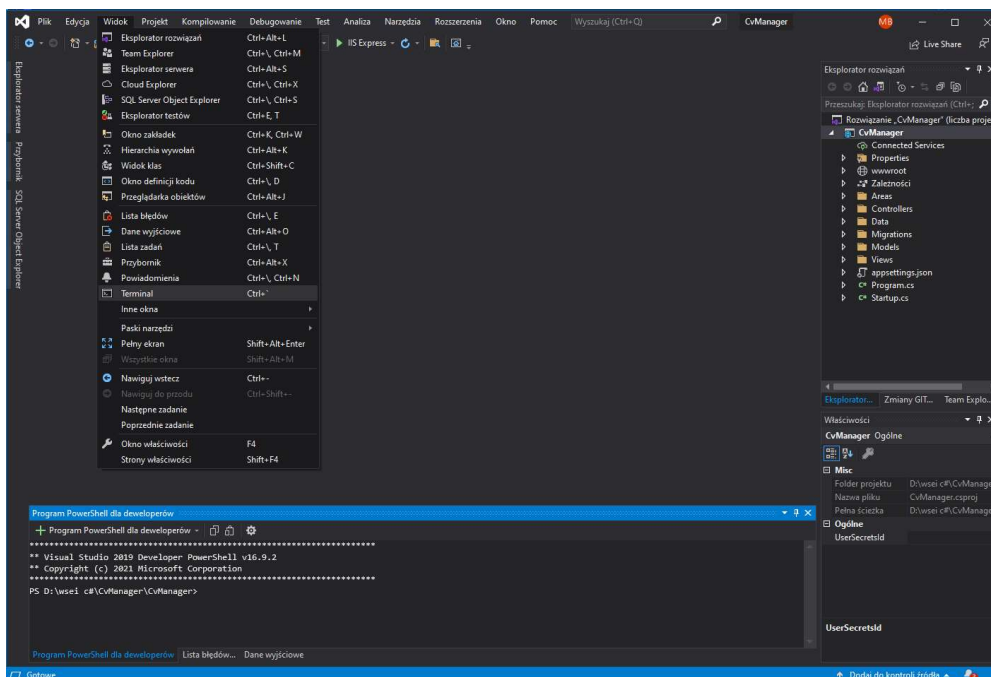 Plik Edycja Widok Projekt Kompilowanie Debugowanie Test Analiza Narzędzia Rozszerzenia Okno Pomoc Wyszukaj (Ctrl+Q) CvManager MB
IIS Express Live Share
Eksplorator serwera
Przybornik
SQL Server Object Explorer
Eksplorator rozwiązań Ctrl+Alt+L
Team Explorer Ctrl+\, Ctrl+M
Eksplorator serwera Ctrl+Alt+S
Cloud Explorer Ctrl+\, Ctrl+X
SQL Server Object Explorer Ctrl+\, Ctrl+S
Eksplorator testów Ctrl+E, T
Okno zakładek Ctrl+K, Ctrl+W
Hierarchia wywołań Ctrl+Alt+K
Widok klas Ctrl+Shift+C
Okno definicji kodu Ctrl+\, D
Przeglądarka obiektów Ctrl+Alt+J
Lista błędów Ctrl+\, E
Dane wyjściowe Ctrl+Alt+O
Lista zadań Ctrl+\, T
Przybornik Ctrl+Alt+X
Powiadomienia Ctrl+\, Ctrl+N
Terminal Ctrl+`
Inne okna
Paski narzędzi
Pełny ekran Shift+Alt+Enter
Wszystkie okna Shift+Alt+M
Nawiguj wstecz Ctrl+-
Nawiguj do przodu Ctrl+Shift+-
Następne zadanie
Poprzednie zadanie
Okno właściwości F4
Strony właściwości Shift+F4
Eksplorator rozwiązań
Przeszukaj: Eksplorator rozwiązań (Ctrl+;
Rozwiązanie „CvManager" (liczba proje
CvManager
Connected Services
Properties
wwwroot
Zależności
Areas
Controllers
Data
Migrations
Models
Views
appsettings.json
C# Program.cs
C# Startup.cs
Eksplorator... Zmiany GIT... Team Explo...
Właściwości
CvManager Ogólne
Misc
Folder projektu D:\wsei c#\CvManage
Nazwa pliku CvManager.csproj
Pełna ścieżka D:\wsei c#\CvManage
Ogólne
UserSecretsId
UserSecretsId
Program PowerShell dla deweloperów
Program PowerShell dla deweloperów
**********************************************************************
** Visual Studio 2019 Developer PowerShell v16.9.2
** Copyright (c) 2021 Microsoft Corporation
**********************************************************************
PS D:\wsei c#\CvManager\CvManager>
Program PowerShell dla deweloperów Lista błędów... Dane wyjściowe
Gotowe Dodaj do kontroli źródła